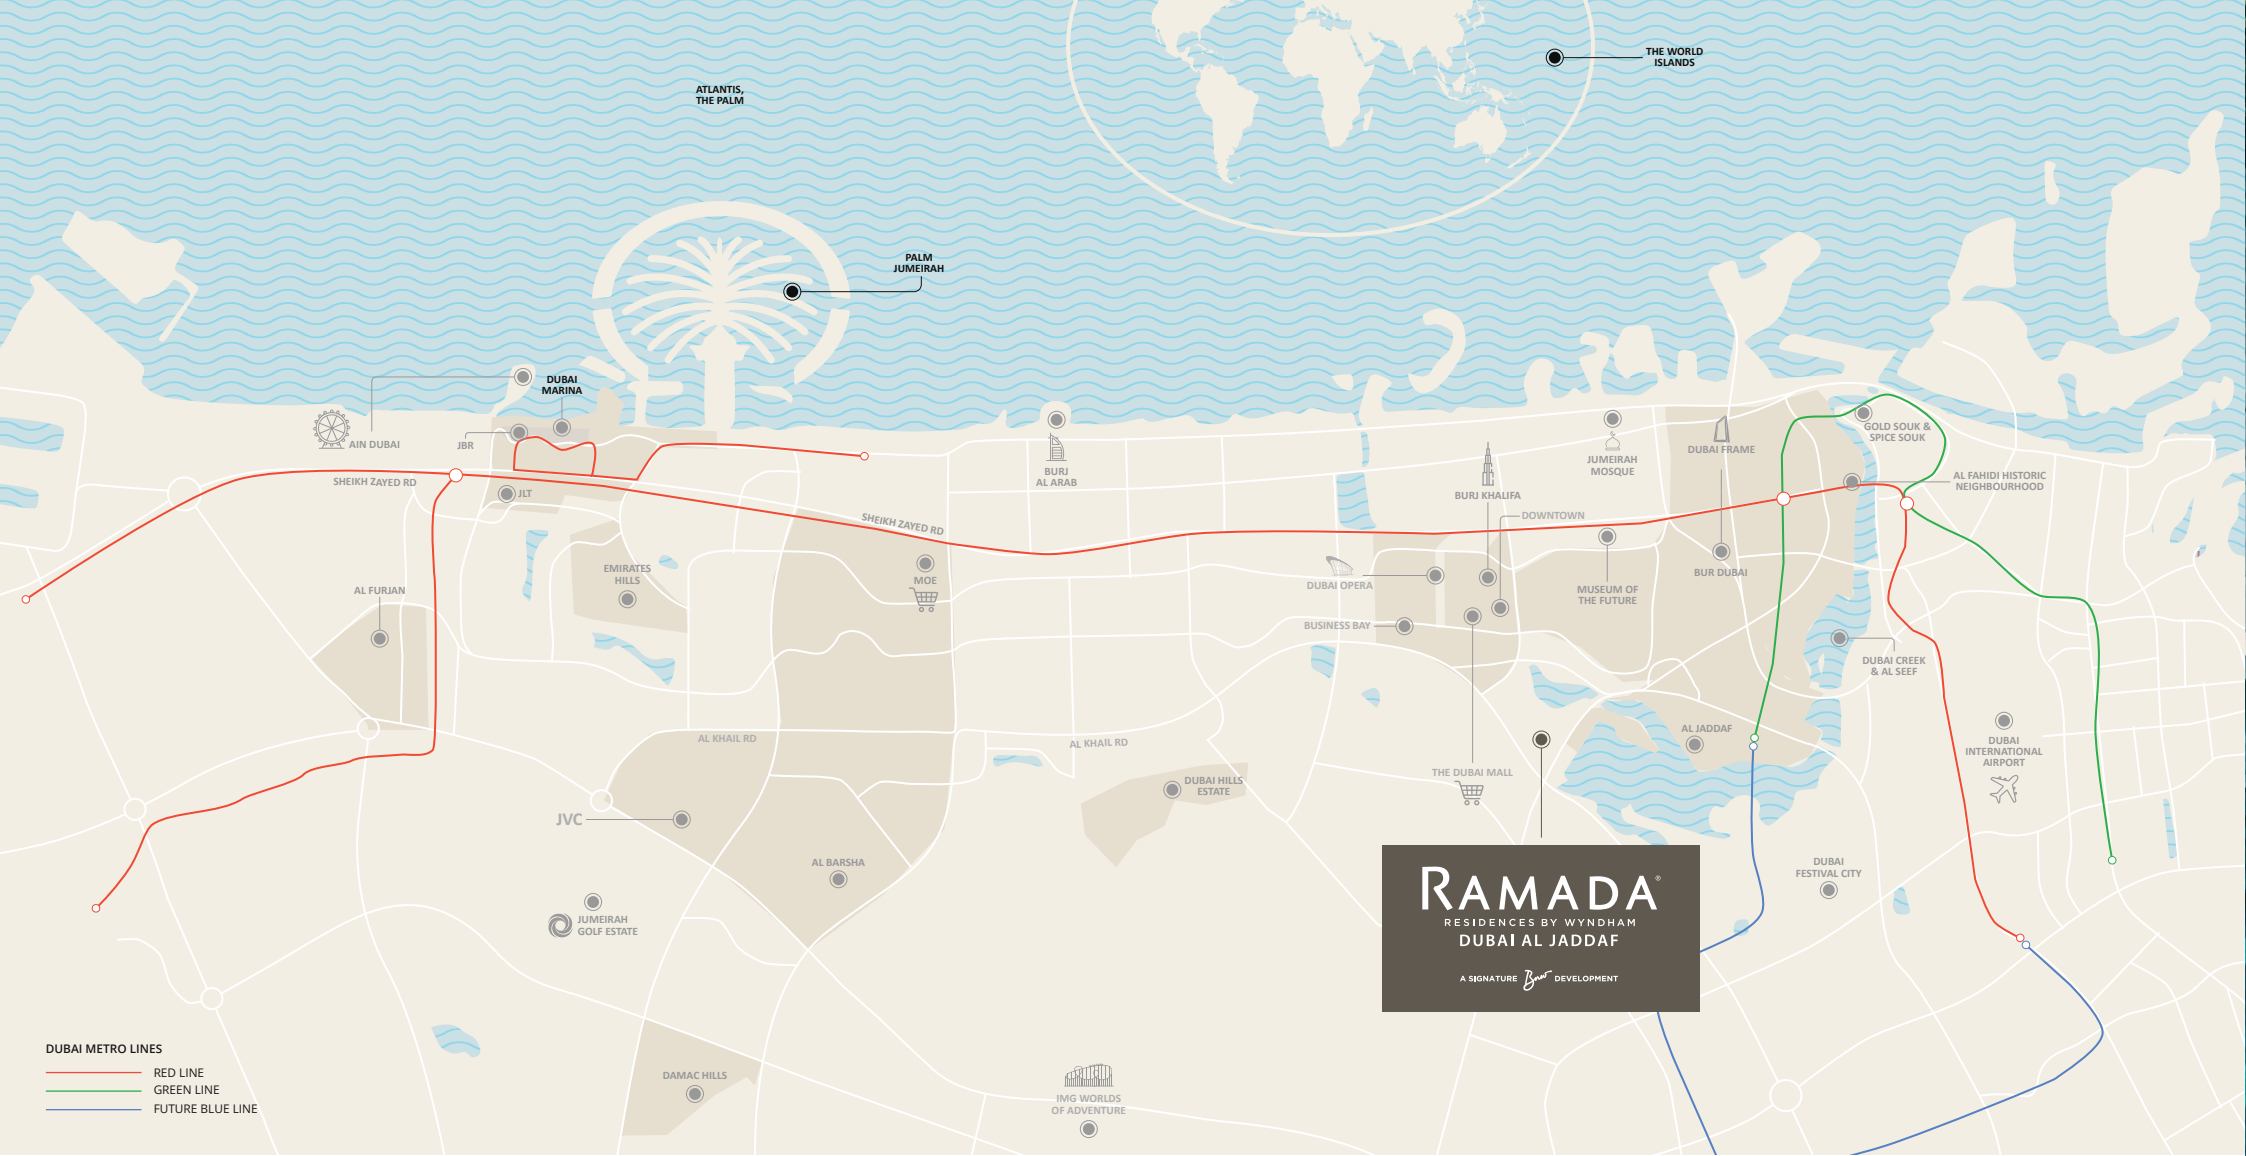 THE WORLD
ISLANDS
ATLANTIS,
THE PALM
PALM
JUMEIRAH
DUBAI
MARINA
AIN DUBAI
JBR
SHEIKH ZAYED RD
JLT
BURJ
AL ARAB
SHEIKH ZAYED RD
BURJ KHALIFA
DOWNTOWN
JUMEIRAH
MOSQUE
DUBAI FRAME
GOLD SOUK &
SPICE SOUK
AL FAHIDI HISTORIC
NEIGHBOURHOOD
AL FURJAN
EMIRATES
HILLS
MOE
DUBAI OPERA
BUSINESS BAY
MUSEUM OF
THE FUTURE
BUR DUBAI
DUBAI CREEK
& AL SEEF
AL KHAIL RD
AL KHAIL RD
DUBAI HILLS
ESTATE
THE DUBAI MALL
AL JADDAF
DUBAI
INTERNATIONAL
AIRPORT
JVC
AL BARSHA
JUMEIRAH
GOLF ESTATE
DUBAI
FESTIVAL CITY
RAMADA®
RESIDENCES BY WYNDHAM
DUBAI AL JADDAF
A SIGNATURE BNW DEVELOPMENT
DAMAC HILLS
IMG WORLDS
OF ADVENTURE
DUBAI METRO LINES
RED LINE
GREEN LINE
FUTURE BLUE LINE